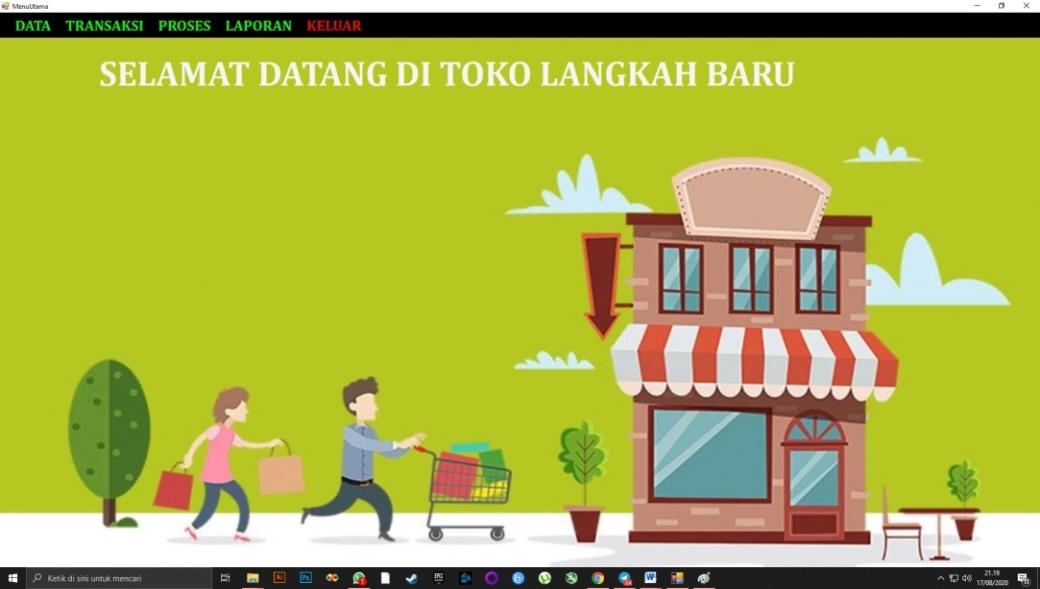 MenuUtama
DATA TRANSAKSI PROSES LAPORAN KELUAR
SELAMAT DATANG DI TOKO LANGKAH BARU
Ketik di sini untuk mencari
21.19
17/08/2020